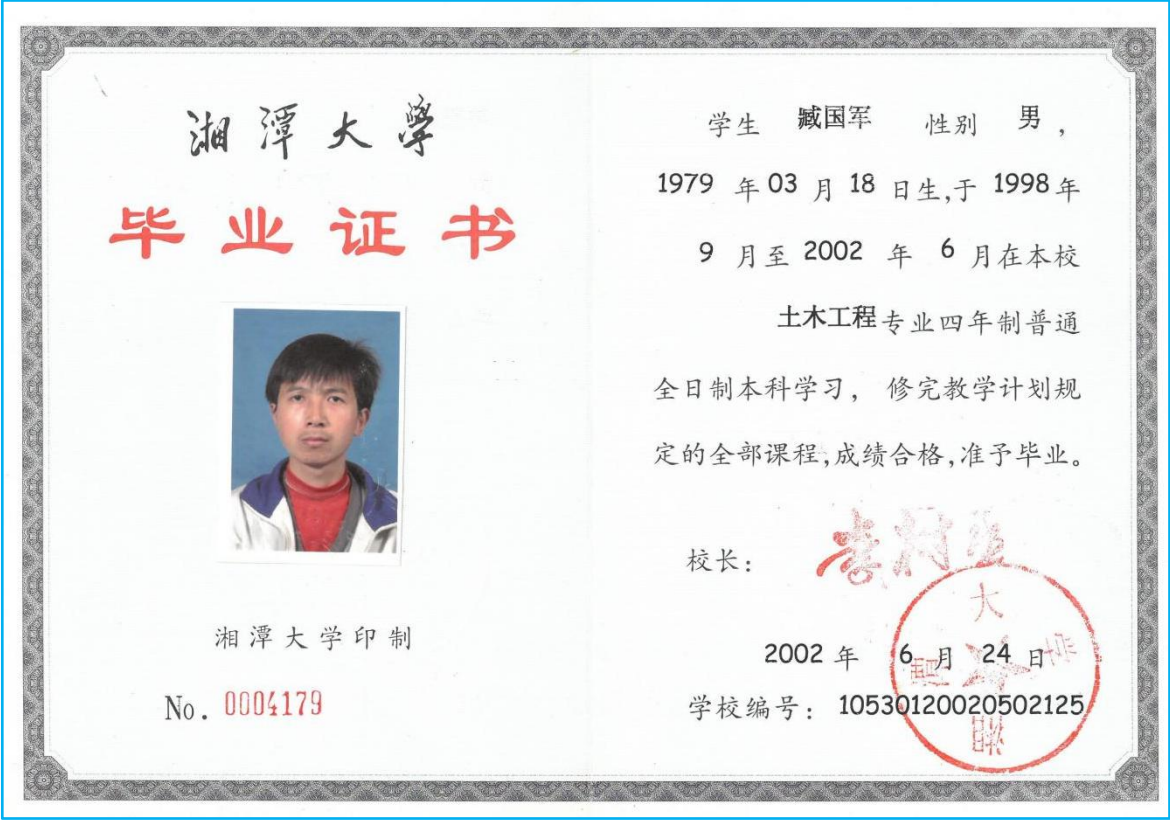 湘潭大學
毕业证书
湘潭大学印制
No. 0004179
学生 臧国军 性别 男，
1979 年 03 月 18 日生,于 1998 年
9 月至 2002 年 6 月在本校
土木工程专业四年制普通
全日制本科学习， 修完教学计划规
定的全部课程,成绩合格,准予毕业。
校长：
2002 年 6 月 24 日
学校编号： 10530120020502125